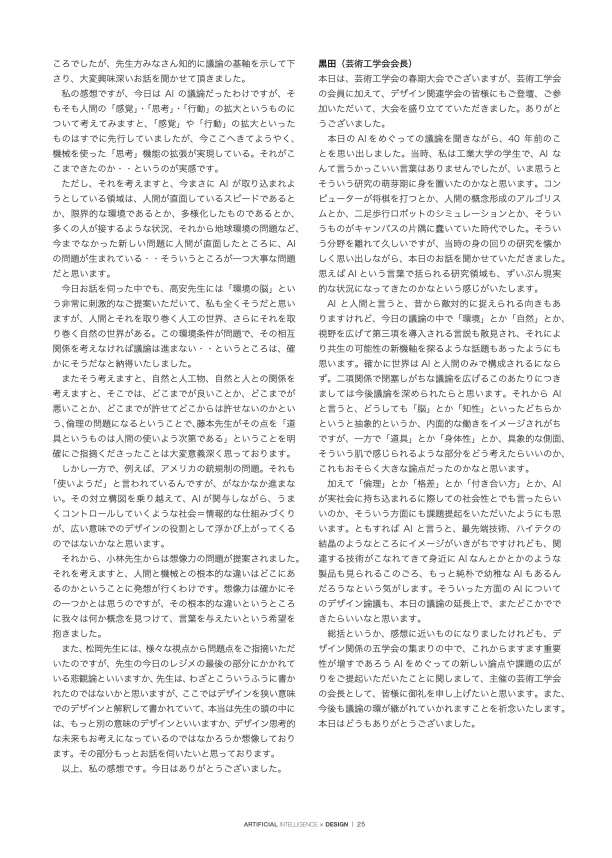 ころでしたが、先生方みなさん知的に議論の基軸を示して下
さり、大変興味深いお話を聞かせて頂きました。
私の感想ですが、今日は AI の議論だったわけですが、そ
もそも人間の「感覚」・「思考」・「行動」の拡大というものに
ついて考えてみますと、「感覚」や「行動」の拡大といった
ものはすでに先行していましたが、今ここへきてようやく、
機械を使った「思考」機能の拡張が実現している。それがこ
こまできたのか・・というのが実感です。
ただし、それを考えますと、今まさに AI が取り込まれよ
うとしている領域は、人間が直面しているスピードであると
か、限界的な環境であるとか、多様化したものであるとか、
多くの人が接するような状況、それから地球環境の問題など、
今までなかった新しい問題に人間が直面したところに、AI
の問題が生まれている・・そういうところが一つ大事な問題
だと思います。
今日お話を伺った中でも、高安先生には「環境の脳」とい
う非常に刺激的なご提案いただいて、私も全くそうだと思い
ますが、人間とそれを取り巻く人工の世界、さらにそれを取
り巻く自然の世界がある。この環境条件が問題で、その相互
関係を考えなければ議論は進まない・・というところは、確
かにそうだなと納得いたしました。
またそう考えますと、自然と人工物、自然と人との関係を
考えますと、そこでは、どこまでが良いことか、どこまでが
悪いことか、どこまでが許せてどこからは許せないのかとい
う、倫理の問題になるということで、藤本先生がその点を「道
具というものは人間の使いよう次第である」ということを明
確にご指摘くださったことは大変意義深く思っております。
しかし一方で、例えば、アメリカの銃規制の問題。それも
「使いようだ」と言われているんですが、がなかなか進まな
い。その対立構図を乗り越えて、AI が関与しながら、うま
くコントロールしていくような社会＝情報的な仕組みづくり
が、広い意味でのデザインの役割として浮かび上がってくる
のではないかなと思います。
それから、小林先生からは想像力の問題が提案されました。
それを考えますと、人間と機械との根本的な違いはどこにあ
るのかということに発想が行くわけです。想像力は確かにそ
の一つかとは思うのですが、その根本的な違いというところ
に我々は何か概念を見つけて、言葉を与えたいという希望を
抱きました。
また、松岡先生には、様々な視点から問題点をご指摘いただ
いたのですが、先生の今日のレジメの最後の部分にかかれて
いる悲観論といいますか、先生は、わざとこういうふうに書か
れたのではないかと思いますが、ここではデザインを狭い意味
でのデザインと解釈して書かれていて、本当は先生の頭の中に
は、もっと別の意味のデザインといいますか、デザイン思考的
な未来もお考えになっているのではなかろうか想像しており
ます。その部分もっとお話を伺いたいと思っております。
以上、私の感想です。今日はありがとうございました。
黒田（芸術工学会会長）
本日は、芸術工学会の春期大会でございますが、芸術工学会
の会員に加えて、デザイン関連学会の皆様にもご登壇、ご参
加いただいて、大会を盛り立てていただきました。ありがと
うございました。
本日の AI をめぐっての議論を聞きながら、40 年前のこ
とを思い出しました。当時、私は工業大学の学生で、AI な
んて言うかっこいい言葉はありませんでしたが、いま思うと
そういう研究の萌芽期に身を置いたのかなと思います。コン
ピューターが将棋を打つとか、人間の概念形成のアルゴリス
ムとか、二足歩行ロボットのシミュレーションとか、そうい
うものがキャンパスの片隅に蠢いていた時代でした。そうい
う分野を離れて久しいですが、当時の身の回りの研究を懐か
しく思い出しながら、本日のお話を聞かせていただきました。
思えば AI という言葉で括られる研究領域も、ずいぶん現実
的な状況になってきたのかなという感じがいたします。
AI と人間と言うと、昔から敵対的に捉えられる向きもあ
りますけれど、今日の議論の中で「環境」とか「自然」とか、
視野を広げて第三項を導入される言説も散見され、それによ
り共生の可能性の新機軸を探るような話題もあったようにも
思います。確かに世界は AI と人間のみで構成されるになら
ず。二項関係で閉塞しがちな議論を広げるこのあたりにつき
ましては今後議論を深められたらと思います。それから AI
と言うと、どうしても「脳」とか「知性」といったどちらか
というと抽象的というか、内面的な働きをイメージされがち
ですが、一方で「道具」とか「身体性」とか、具象的な側面、
そういう肌で感じられるような部分をどう考えたらいいのか、
これもおそらく大きな論点だったのかなと思います。
加えて「格理」とか「格差」とか「付き合い方」とか、AI
が実社会に持ち込まれるに際しての社会性とでも言ったらい
いのか、そういう方面にも課題提起をいただいたようにも思
います。ともすれば AI と言うと、最先端技術、ハイテクの
結晶のようなところにイメージがいきがちですけれども、関
連する技術がこなれてきて身近に AI なんとかとかのような
製品も見られるこのごろ、もっと純朴で幼稚な AI もあるん
だろうなという気がします。そういった方面の AI について
のデザイン論議も、本日の議論の延長上で、またどこかでで
きたらいいなと思います。
総括というか、感想に近いものになりましたけれども、デ
ザイン関係の五学会の集まりの中で、これからますます重要
性が増すであろう AI をめぐっての新しい論点や課題の広が
りをご提起いただいたことに関しまして、主催の芸術工学会
の会長として、皆様に御礼を申し上げたいと思います。また、
今後も議論の環が継がれていかれますことを祈念いたします。
本日はどうもありがとうございました。
ARTIFICIAL INTELLIGENCE × DESIGN | 25